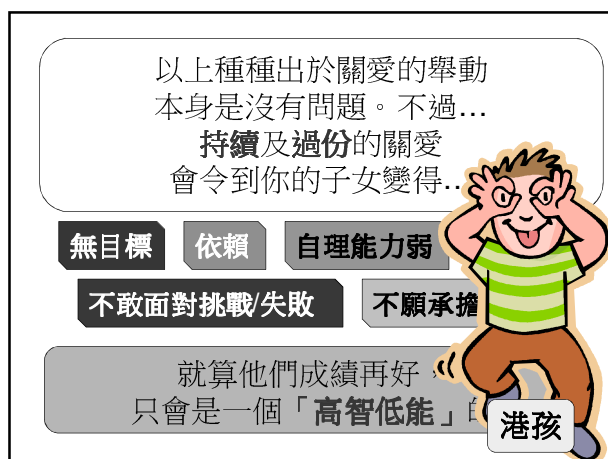 以上種種出於關愛的舉動
本身是沒有問題。不過…
持續及過份的關愛
會令到你的子女變得…
無目標 依賴 自理能力弱
不敢面對挑戰/失敗 不願承擔
就算他們成績再好，
只會是一個「高智低能」
港孩